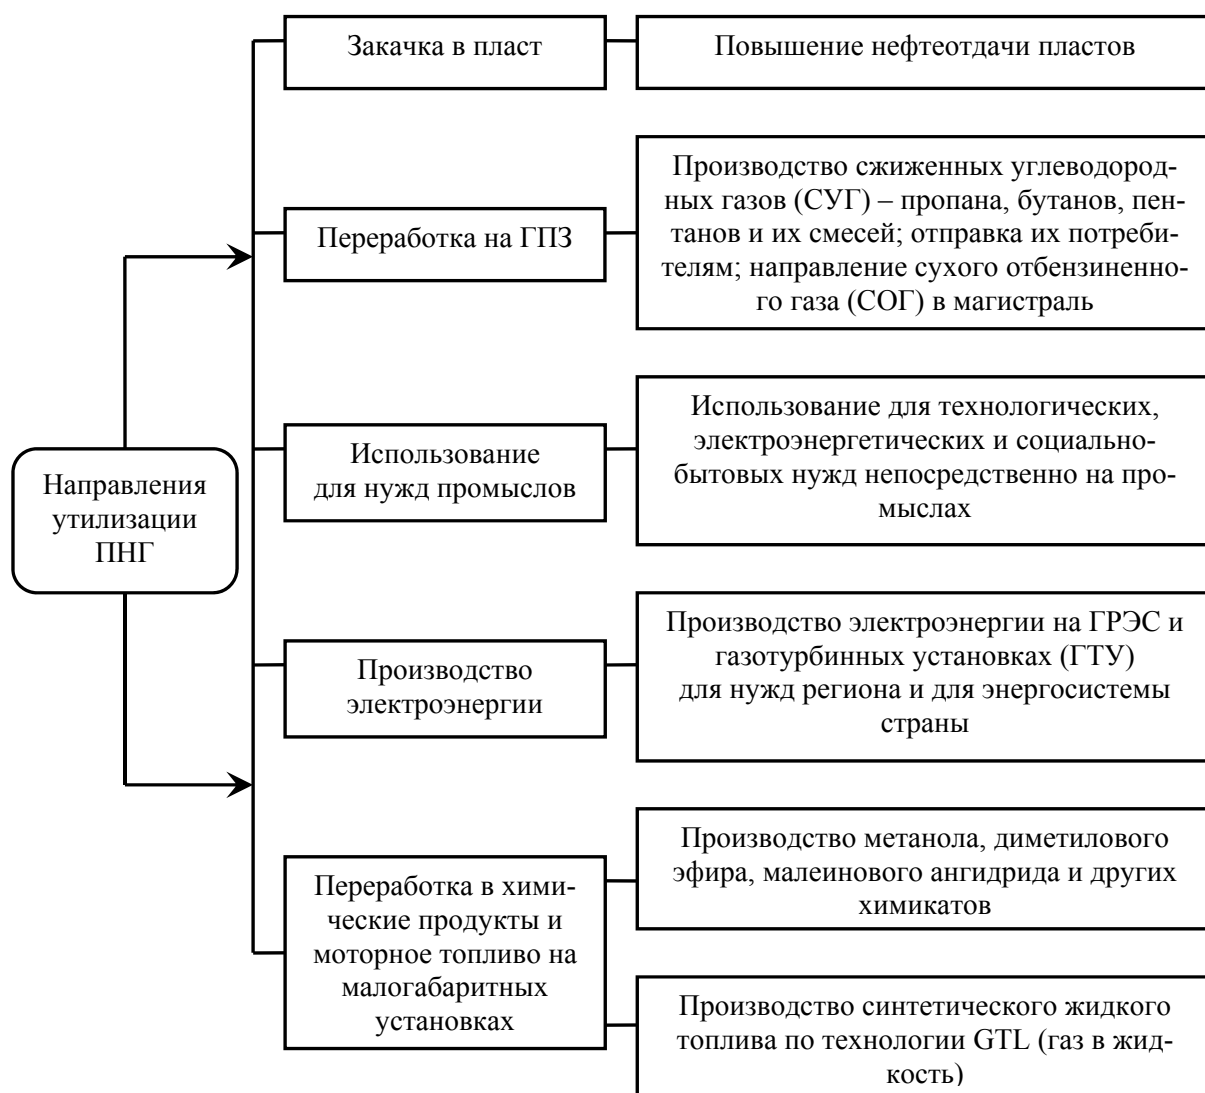 Закачка в пласт
Повышение нефтеотдачи пластов
Переработка на ГПЗ
Производство сжиженных углеводород-
ных газов (СУГ) – пропана, бутанов, пен-
танов и их смесей; отправка их потреби-
телям; направление сухого отбензиненно-
го газа (СОГ) в магистраль
Направления
утилизации
ПНГ
Использование
для нужд промыслов
Использование для технологических,
электроэнергетических и социально-
бытовых нужд непосредственно на про-
мыслах
Производство
электроэнергии
Производство электроэнергии на ГРЭС и
газотурбинных установках (ГТУ)
для нужд региона и для энергосистемы
страны
Переработка в хими-
ческие продукты и
моторное топливо на
малогабаритных
установках
Производство метанола, диметилового
эфира, малеинового ангидрида и других
химикатов
Производство синтетического жидкого
топлива по технологии GTL (газ в жид-
кость)